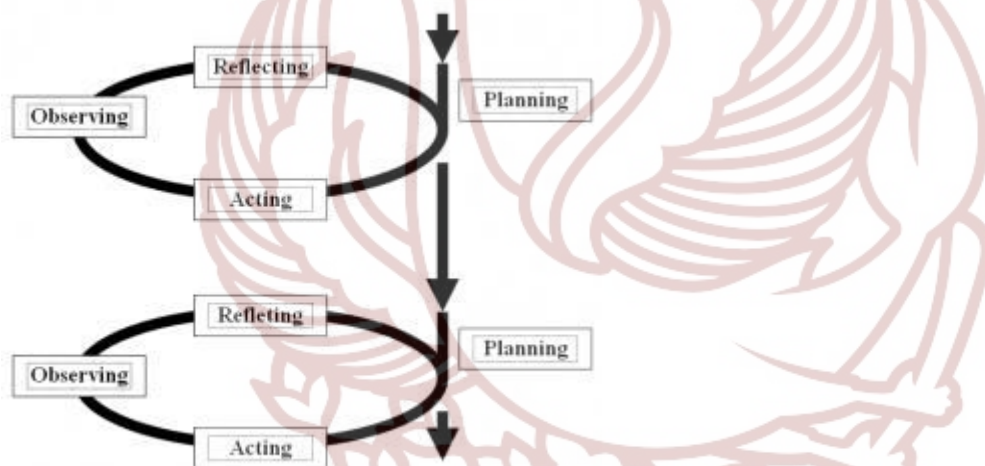 Reflecting
Planning
Observing
Acting
Refleting
Planning
Observing
Acting